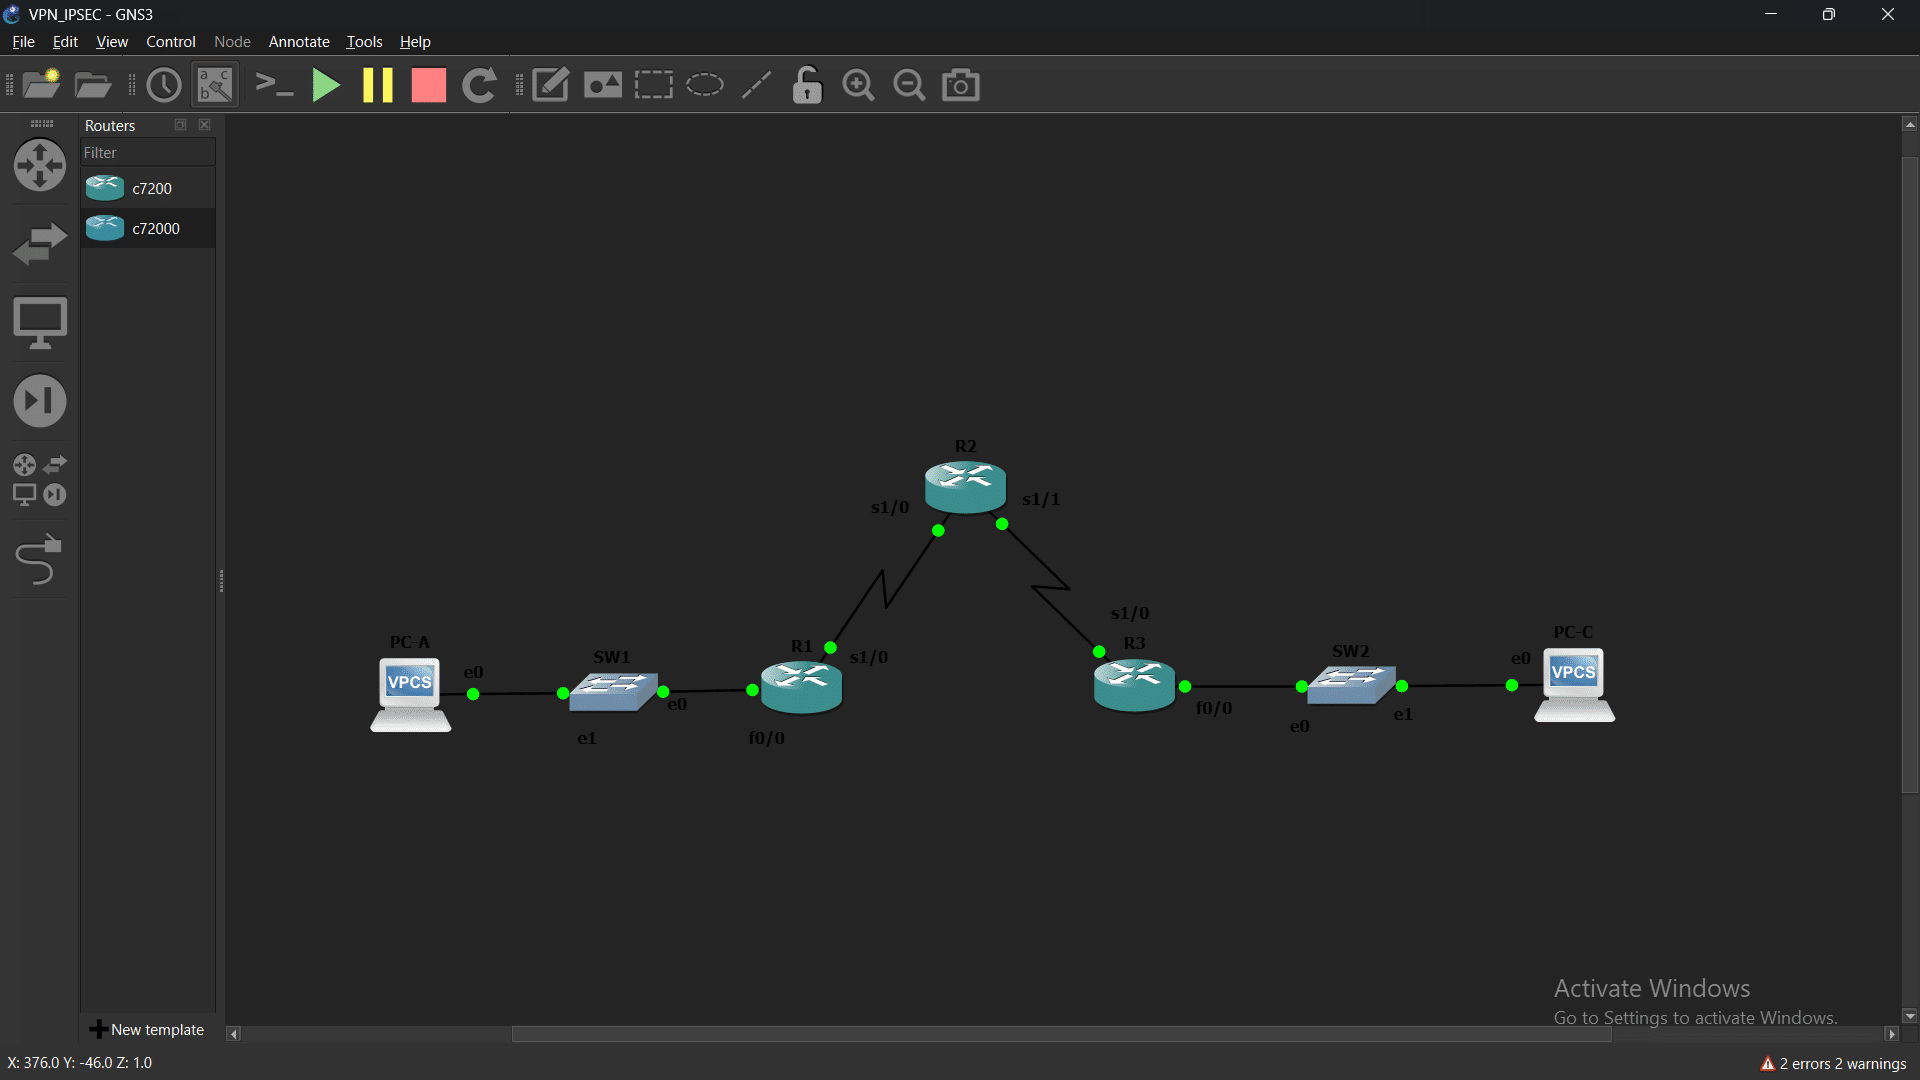 VPN_IPSEC - GNS3
File Edit View Control Node Annotate Tools Help
a c
b
Routers
Filter
c7200
c72000
R2
s1/0
s1/1
s1/0
PC-A
SW1
R1
s1/0
R3
SW2
PC-C
VPCS
e0
e0
e1
f0/0
f0/0
e0
e1
e0
VPCS
Activate Windows
Go to Settings to activate Windows.
New template
X: 376.0 Y: -46.0 Z: 1.0
2 errors 2 warnings